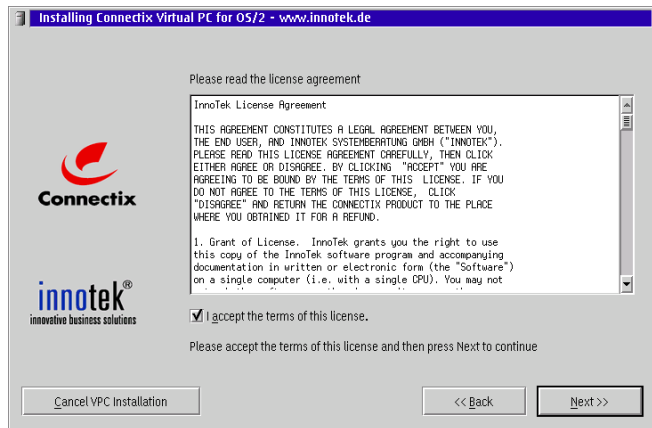 Installing Connectix Virtual PC for OS/2 - www.innotek.de
Please read the license agreement
InnoTek License Agreement
THIS AGREEMENT CONSTITUTES A LEGAL AGREEMENT BETWEEN YOU,
THE END USER, AND INNOTEK SYSTEMBERATUNG GMBH ("INNOTEK").
PLEASE READ THIS LICENSE AGREEMENT CAREFULLY, THEN CLICK
EITHER AGREE OR DISAGREE. BY CLICKING "ACCEPT" YOU ARE
AGREEING TO BE BOUND BY THE TERMS OF THIS LICENSE. IF YOU
DO NOT AGREE TO THE TERMS OF THIS LICENSE, CLICK
"DISAGREE" AND RETURN THE CONNECTIX PRODUCT TO THE PLACE
WHERE YOU OBTAINED IT FOR A REFUND.
1. Grant of License. InnoTek grants you the right to use
this copy of the InnoTek software program and accompanying
documentation in written or electronic form (the "Software")
on a single computer (i.e. with a single CPU). You may not
Connectix
innotek®
innovative business solutions
I accept the terms of this license.
Please accept the terms of this license and then press Next to continue
Cancel VPC Installation
<< Back
Next >>